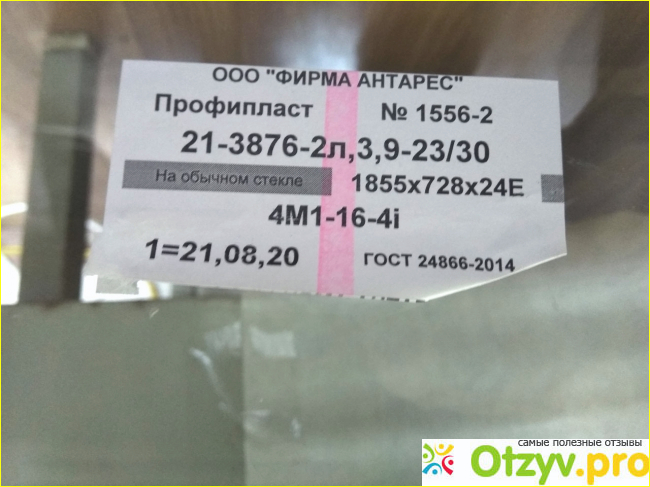 ООО "ФИРМА АНТАРЕС"
Профипласт № 1556-2
21-3876-2л,3,9-23/30
На обычном стекле 1855х728х24Е
4М1-16-4i
1=21,08,20 ГОСТ 24866-2014
самые полезные отзывы
Otzyv.pro